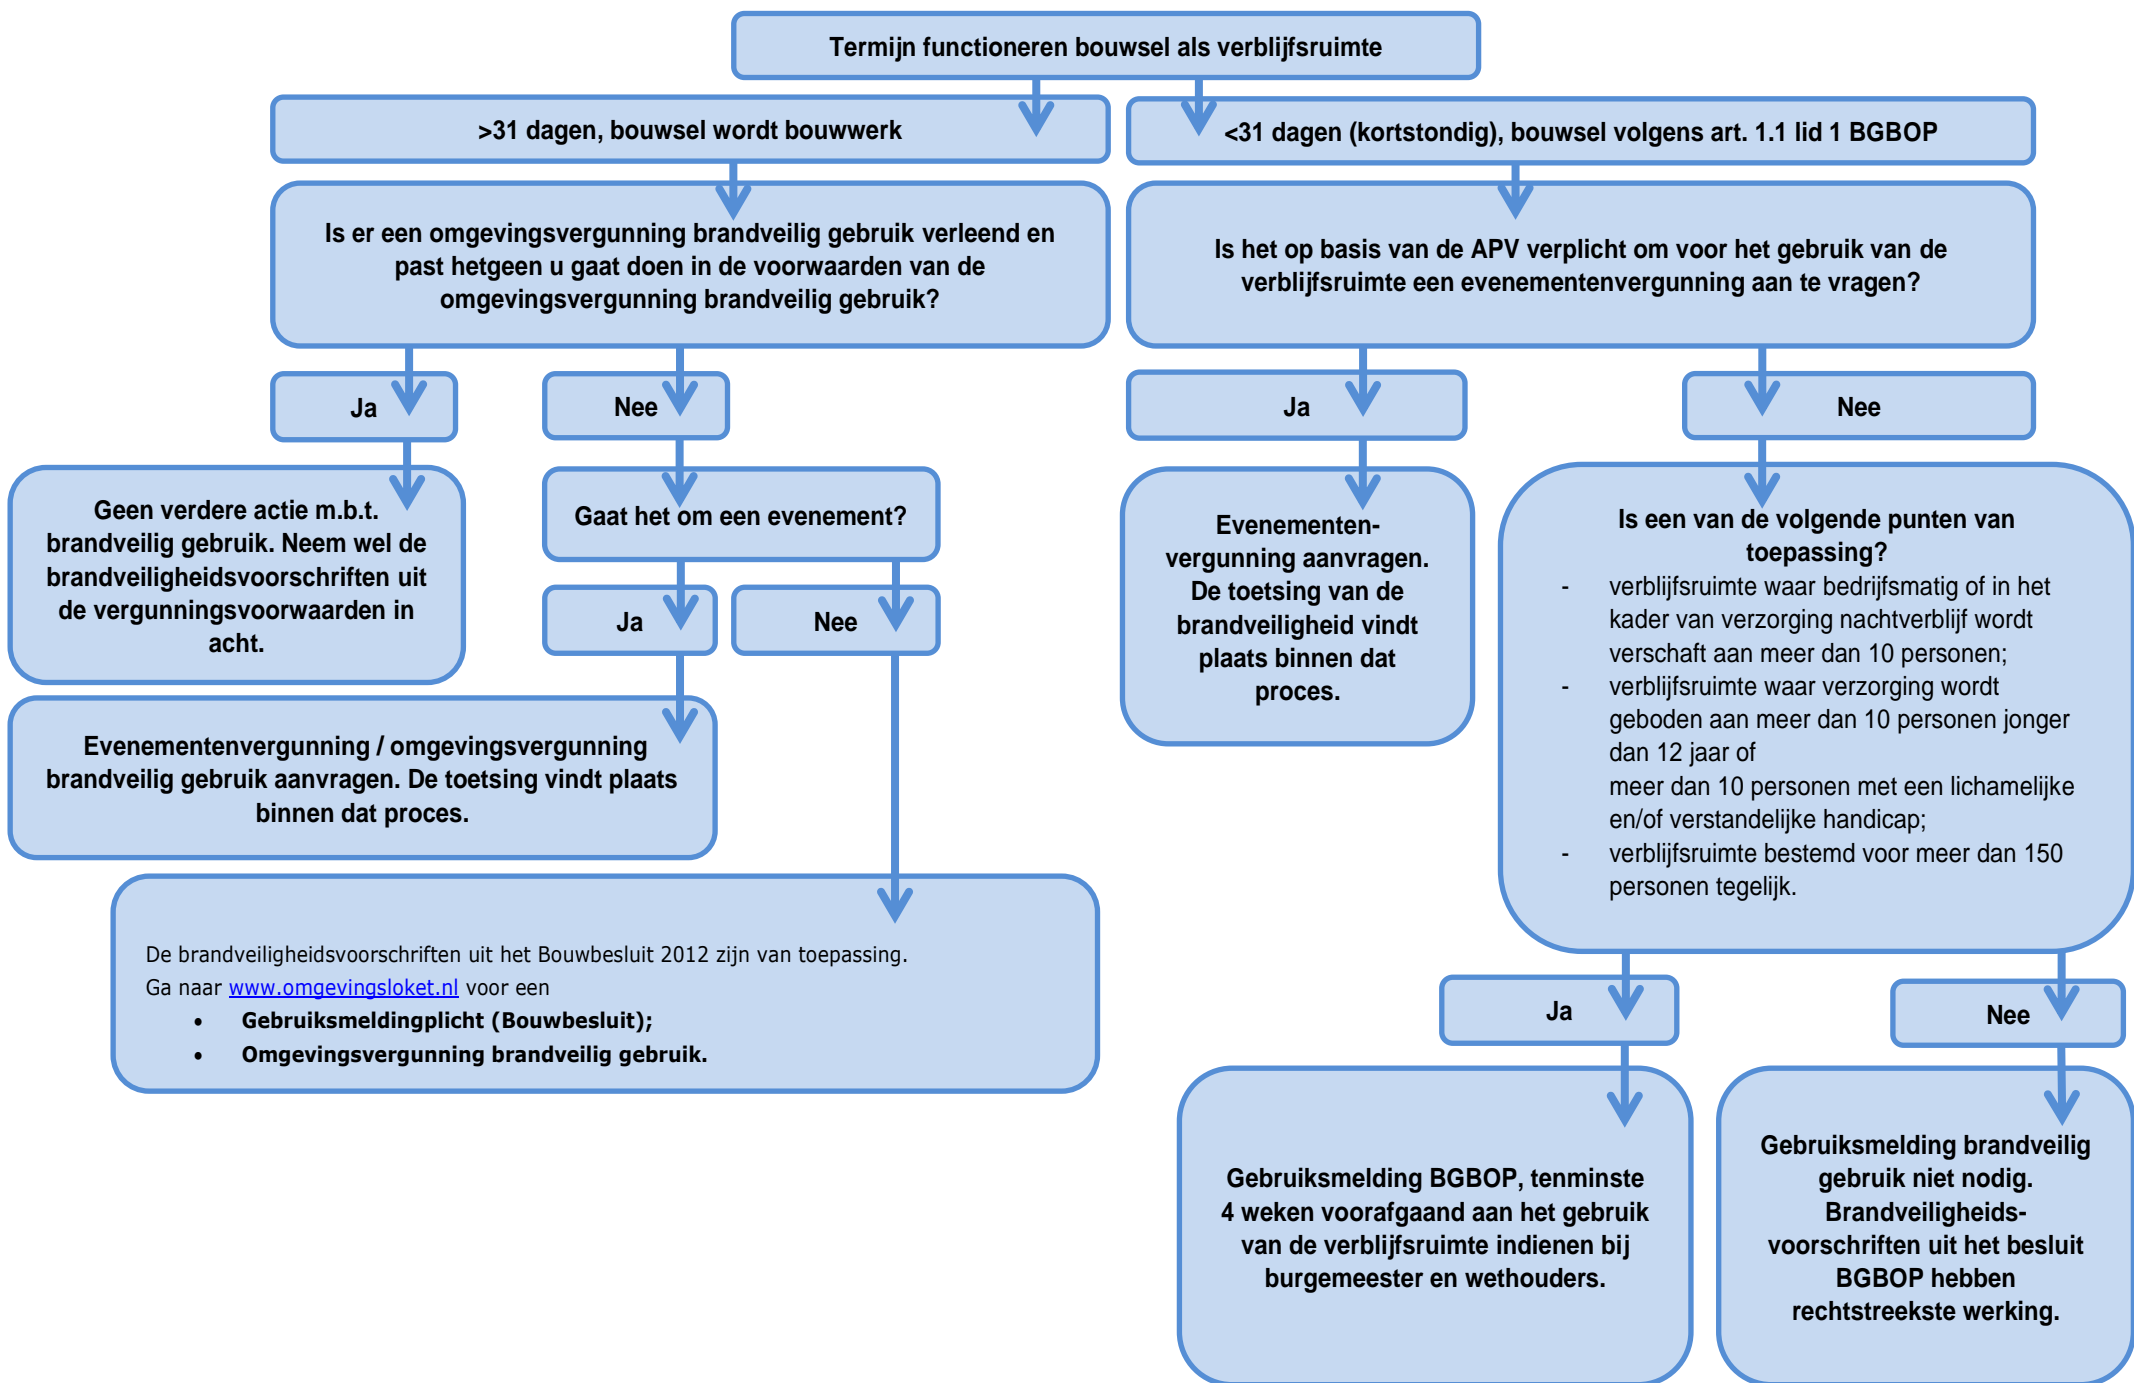 Termijn functioneren bouwsel als verblijfsruimte
>31 dagen, bouwsel wordt bouwwerk
<31 dagen (kortstondig), bouwsel volgens art. 1.1 lid 1 BGBOP
Is er een omgevingsvergunning brandveilig gebruik verleend en
past hetgeen u gaat doen in de voorwaarden van de
omgevingsvergunning brandveilig gebruik?
Is het op basis van de APV verplicht om voor het gebruik van de
verblijfsruimte een evenementenvergunning aan te vragen?
Ja
Nee
Ja
Nee
Geen verdere actie m.b.t.
brandveilig gebruik. Neem wel de
brandveiligheidsvoorschriften uit
de vergunningsvoorwaarden in
acht.
Gaat het om een evenement?
Ja
Nee
Evenementenvergunning / omgevingsvergunning
brandveilig gebruik aanvragen. De toetsing vindt plaats
binnen dat proces.
De brandveiligheidsvoorschriften uit het Bouwbesluit 2012 zijn van toepassing.
Ga naar www.omgevingsloket.nl voor een
• Gebruiksmeldingplicht (Bouwbesluit);
• Omgevingsvergunning brandveilig gebruik.
Evenementen-
vergunning aanvragen.
De toetsing van de
brandveiligheid vindt
plaats binnen dat
proces.
Is een van de volgende punten van
toepassing?
- verblijfsruimte waar bedrijfsmatig of in het
kader van verzorging nachtverblijf wordt
verschaft aan meer dan 10 personen;
- verblijfsruimte waar verzorging wordt
geboden aan meer dan 10 personen jonger
dan 12 jaar of
meer dan 10 personen met een lichamelijke
en/of verstandelijke handicap;
- verblijfsruimte bestemd voor meer dan 150
personen tegelijk.
Ja
Nee
Gebruiksmelding BGBOP, tenminste
4 weken voorafgaand aan het gebruik
van de verblijfsruimte indienen bij
burgemeester en wethouders.
Gebruiksmelding brandveilig
gebruik niet nodig.
Brandveiligheids-
voorschriften uit het besluit
BGBOP hebben
rechtstreekste werking.